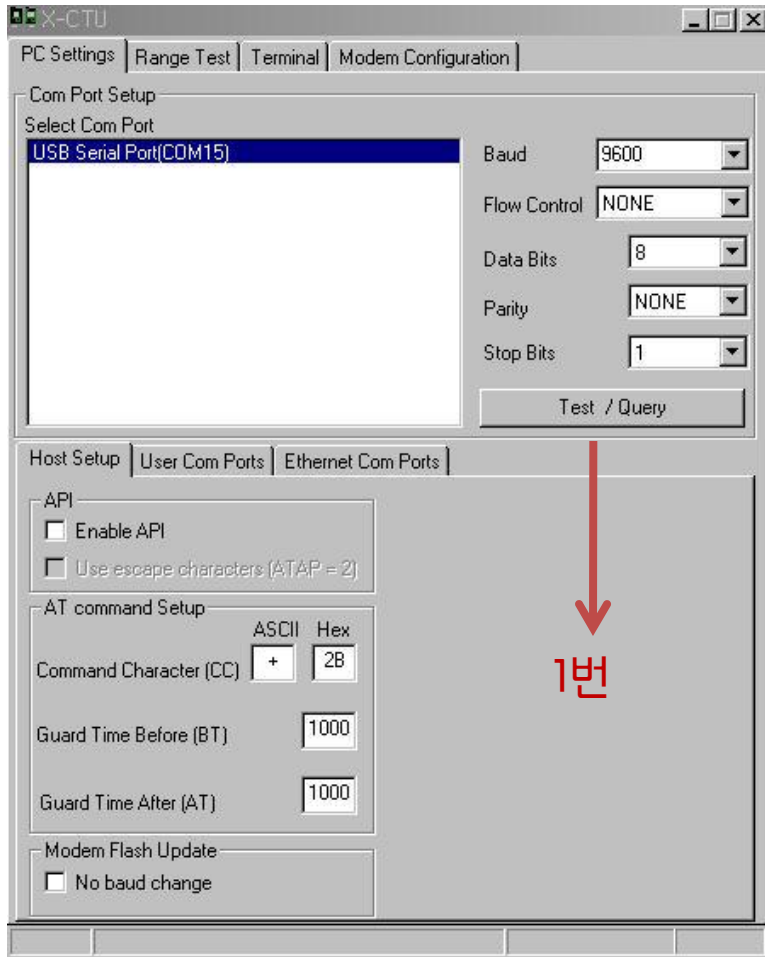 X-CTU
PC Settings Range Test Terminal Modem Configuration
Com Port Setup
Select Com Port
USB Serial Port(COM15)
Baud 9600
Flow Control NONE
Data Bits 8
Parity NONE
Stop Bits 1
Test / Query
Host Setup User Com Ports Ethernet Com Ports
API
Enable API
Use escape characters (ATAP = 2)
AT command Setup
ASCII Hex
Command Character (CC) + 2B
Guard Time Before (BT) 1000
Guard Time After (AT) 1000
Modem Flash Update
No baud change
1번